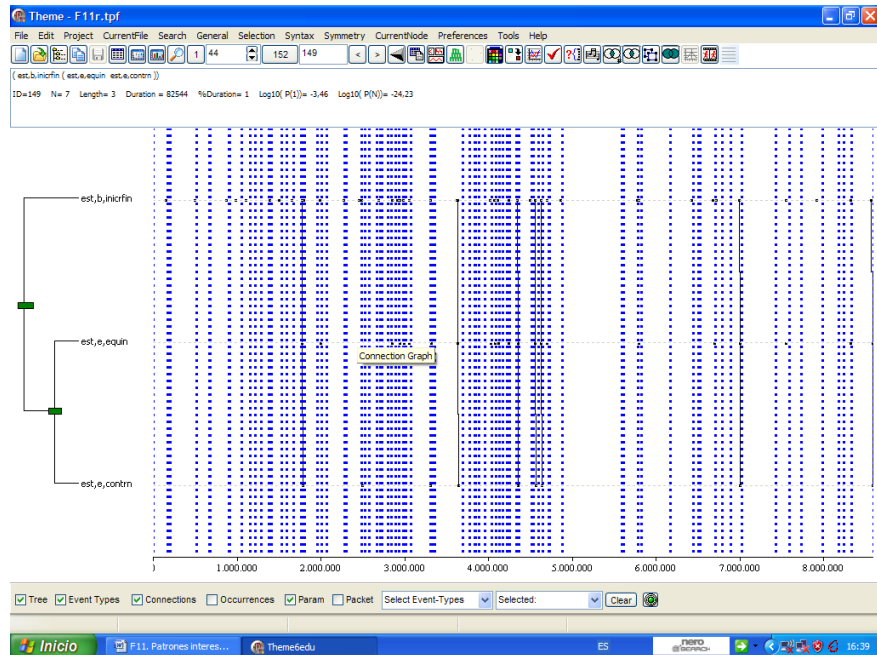 Theme - F11r.tpf
File Edit Project CurrentFile Search General Selection Syntax Symmetry CurrentNode Preferences Tools Help
1 44 152 149 < >
( est,b,inicrfin ( est,e,equin est,e,contrn ))
ID=149 N= 7 Length= 3 Duration = 82544 %Duration= 1 Log10( P(1))= -3,46 Log10( P(N))= -24,23
est,b,inicrfin
est,e,equin
Connection Graph
est,e,contrn
) 1.000.000 2.000.000 3.000.000 4.000.000 5.000.000 6.000.000 7.000.000 8.000.000
Tree Event Types Connections Occurrences Param Packet Select Event-Types Selected: Clear
Inicio F11. Patrones interes... Theme6edu ES nero SEARCH 16:39